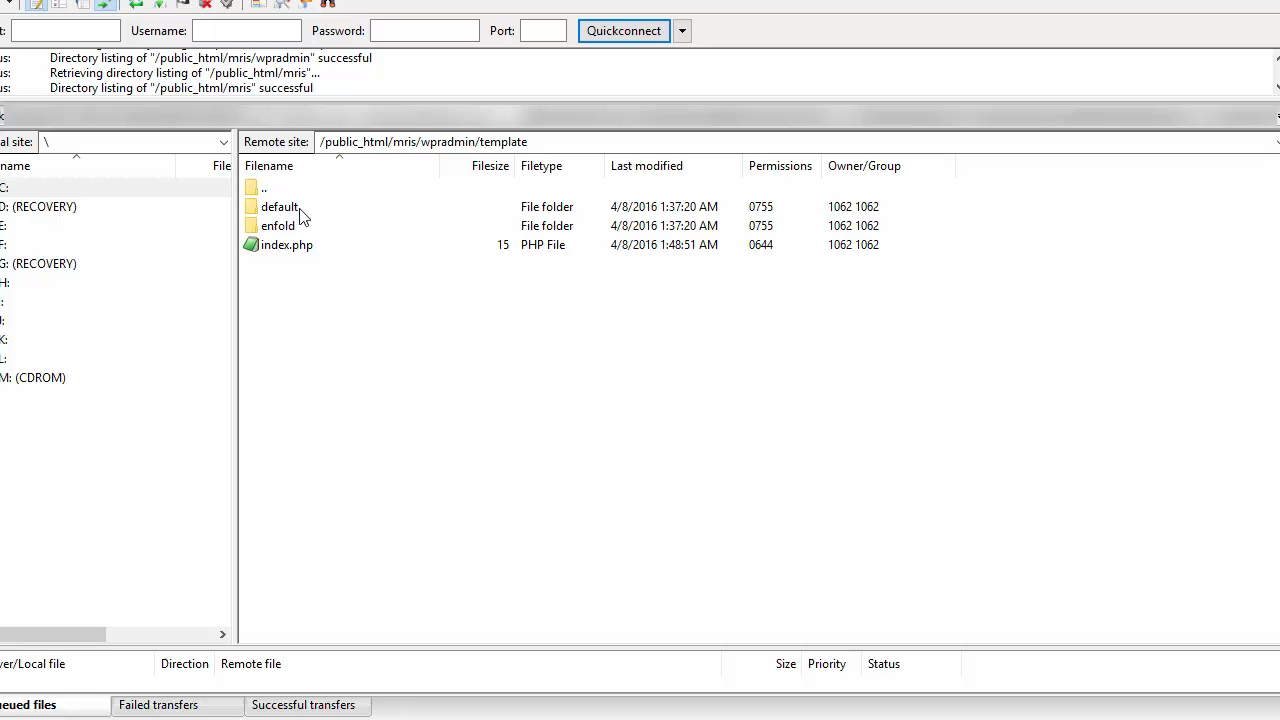 t: Username: Password: Port: Quickconnect
us: Directory listing of "/public_html/mris/wpradmin" successful
us: Retrieving directory listing of "/public_html/mris"...
us: Directory listing of "/public_html/mris" successful
al site: \ Remote site: /public_html/mris/wpradmin/template
name File Filename Filesize Filetype Last modified Permissions Owner/Group
C: ..
D: (RECOVERY) default File folder 4/8/2016 1:37:20 AM 0755 1062 1062
E: enfold File folder 4/8/2016 1:37:20 AM 0755 1062 1062
F: index.php 15 PHP File 4/8/2016 1:48:51 AM 0644 1062 1062
G: (RECOVERY)
H:
:
J:
K:
L:
M: (CDROM)
ver/Local file Direction Remote file Size Priority Status
ueued files Failed transfers Successful transfers